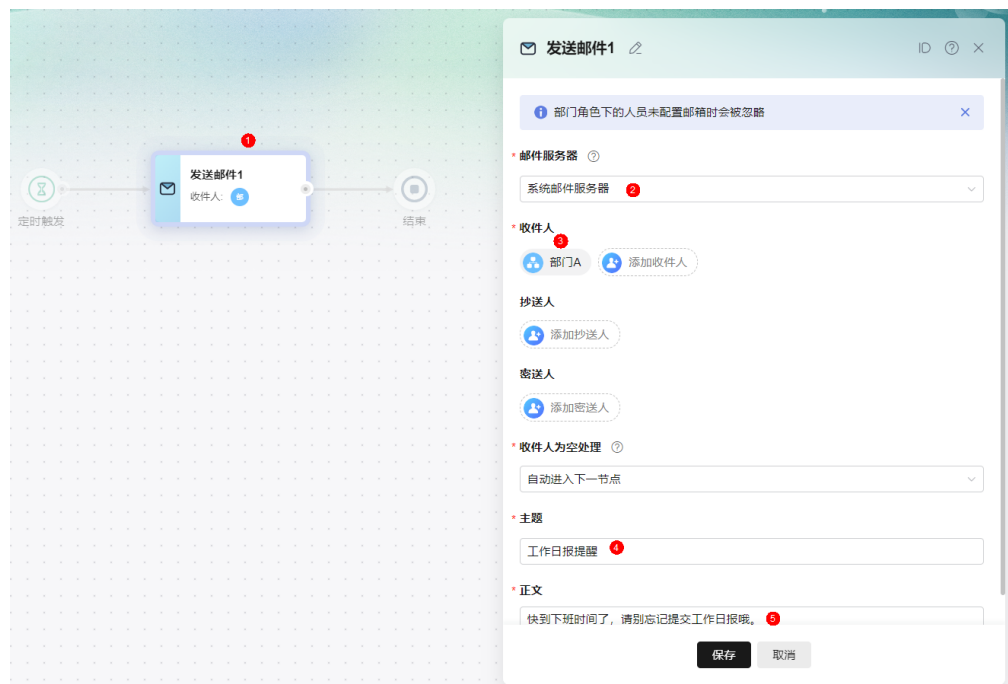 1
发送邮件1
收件人: 部
定时触发
结束
发送邮件1
部门角色下的人员未配置邮箱时会被忽略
* 邮件服务器
系统邮件服务器 2
* 收件人
3
部门A 添加收件人
抄送人
添加抄送人
密送人
添加密送人
* 收件人为空处理
自动进入下一节点
* 主题
工作日报提醒 4
* 正文
快到下班时间了，请别忘记提交工作日报哦。 5
保存 取消